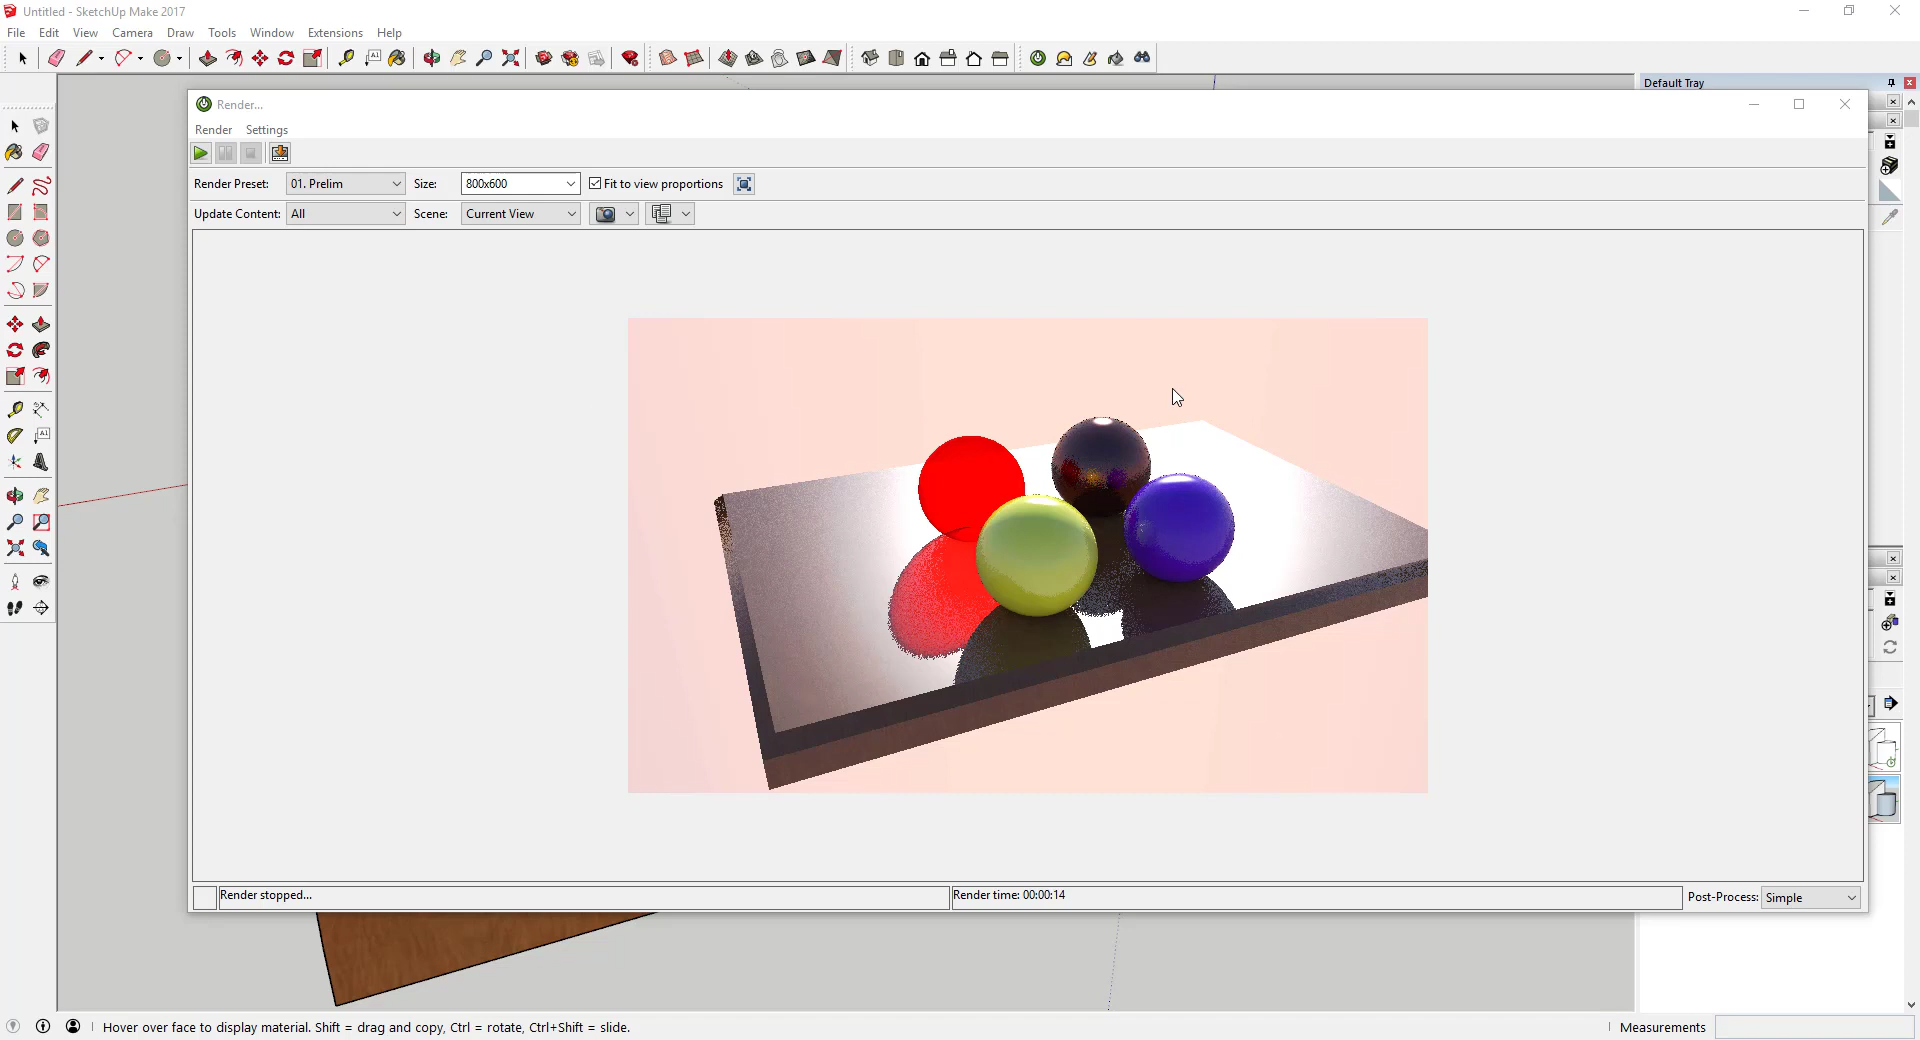 Untitled - SketchUp Make 2017
File Edit View Camera Draw Tools Window Extensions Help
Default Tray
Render...
Render Settings
Render Preset: 01. Prelim Size: 800x600 Fit to view proportions
Update Content: All Scene: Current View
Render stopped... Render time: 00:00:14 Post-Process: Simple
Hover over face to display material. Shift = drag and copy, Ctrl = rotate, Ctrl+Shift = slide. Measurements